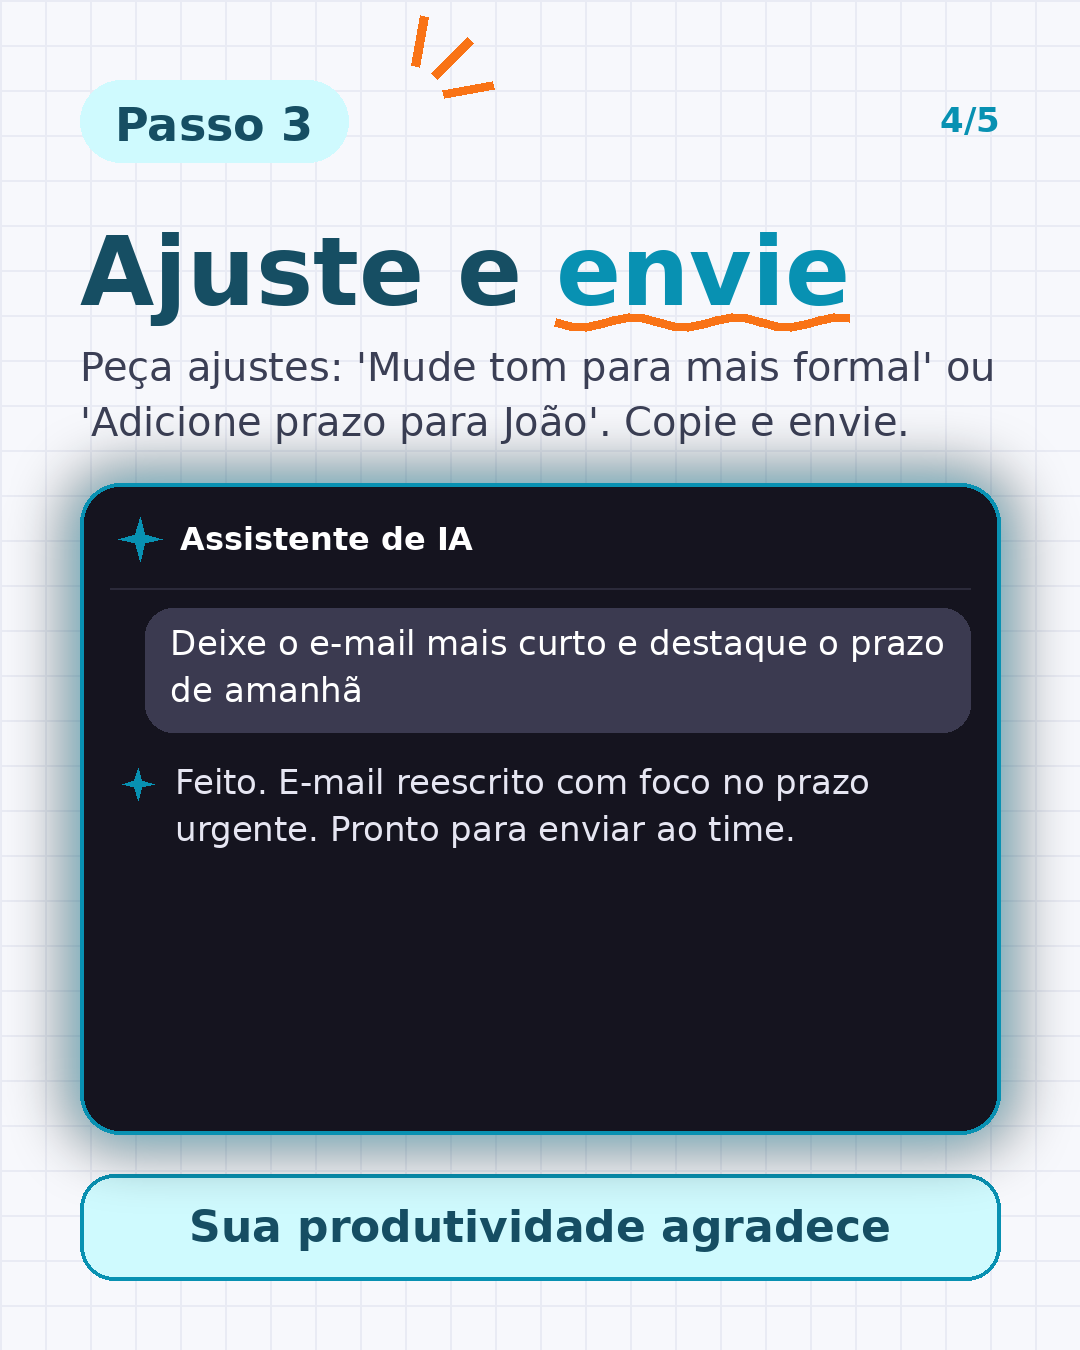 Passo 3
4/5
Ajuste e envie
Peça ajustes: 'Mude tom para mais formal' ou
'Adicione prazo para João'. Copie e envie.
Assistente de IA
Deixe o e-mail mais curto e destaque o prazo
de amanhã
Feito. E-mail reescrito com foco no prazo
urgente. Pronto para enviar ao time.
Sua produtividade agradece